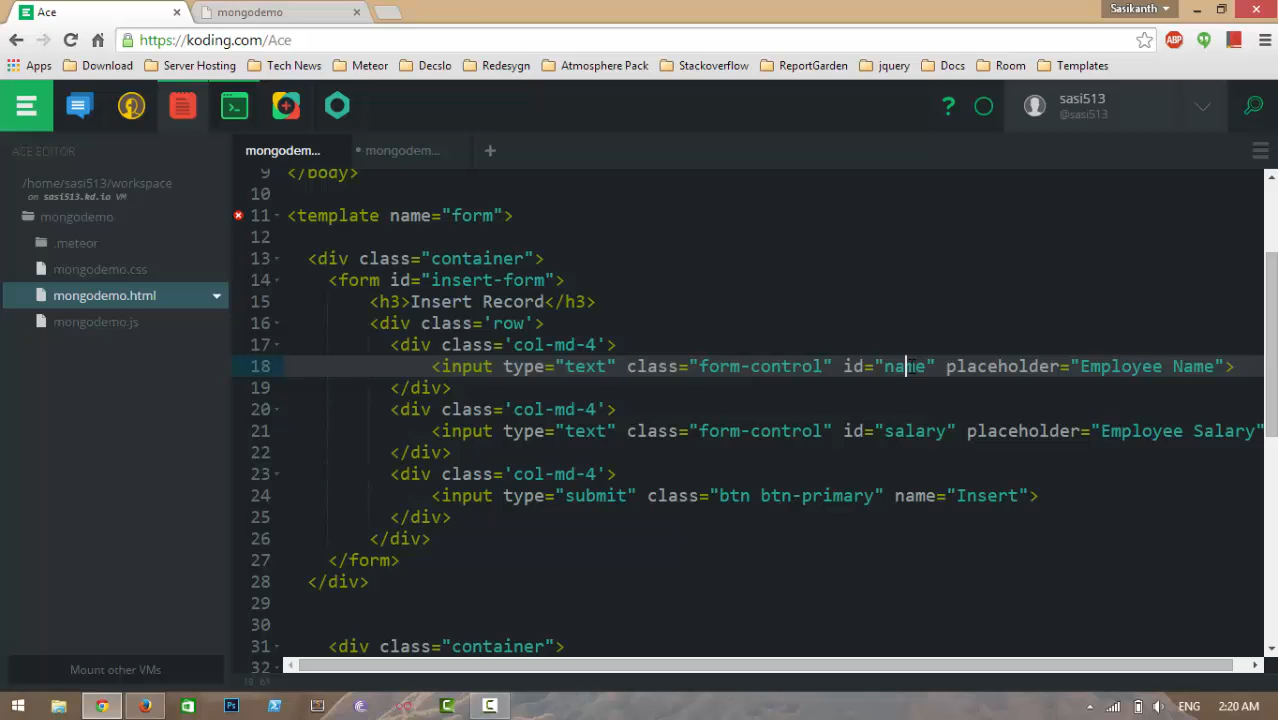 Ace
mongodemo
Sasikanth
https://koding.com/Ace
Apps Download Server Hosting Tech News Meteor Decslo Redesygn Atmosphere Pack Stackoverflow ReportGarden jquery Docs Room Templates
ABP
sasi513
@sasi513
ACE EDITOR
mongodem...
mongodem...
/home/sasi513/workspace
on sasi513.kd.io VM
mongodemo
.meteor
mongodemo.css
mongodemo.html
mongodemo.js
Mount other VMs
9 </body>
10
11 <template name="form">
12
13 <div class="container">
14 <form id="insert-form">
15 <h3>Insert Record</h3>
16 <div class='row'>
17 <div class='col-md-4'>
18 <input type="text" class="form-control" id="name" placeholder="Employee Name">
19 </div>
20 <div class='col-md-4'>
21 <input type="text" class="form-control" id="salary" placeholder="Employee Salary"
22 </div>
23 <div class='col-md-4'>
24 <input type="submit" class="btn btn-primary" name="Insert">
25 </div>
26 </div>
27 </form>
28 </div>
29
30
31 <div class="container">
32
ENG
2:20 AM